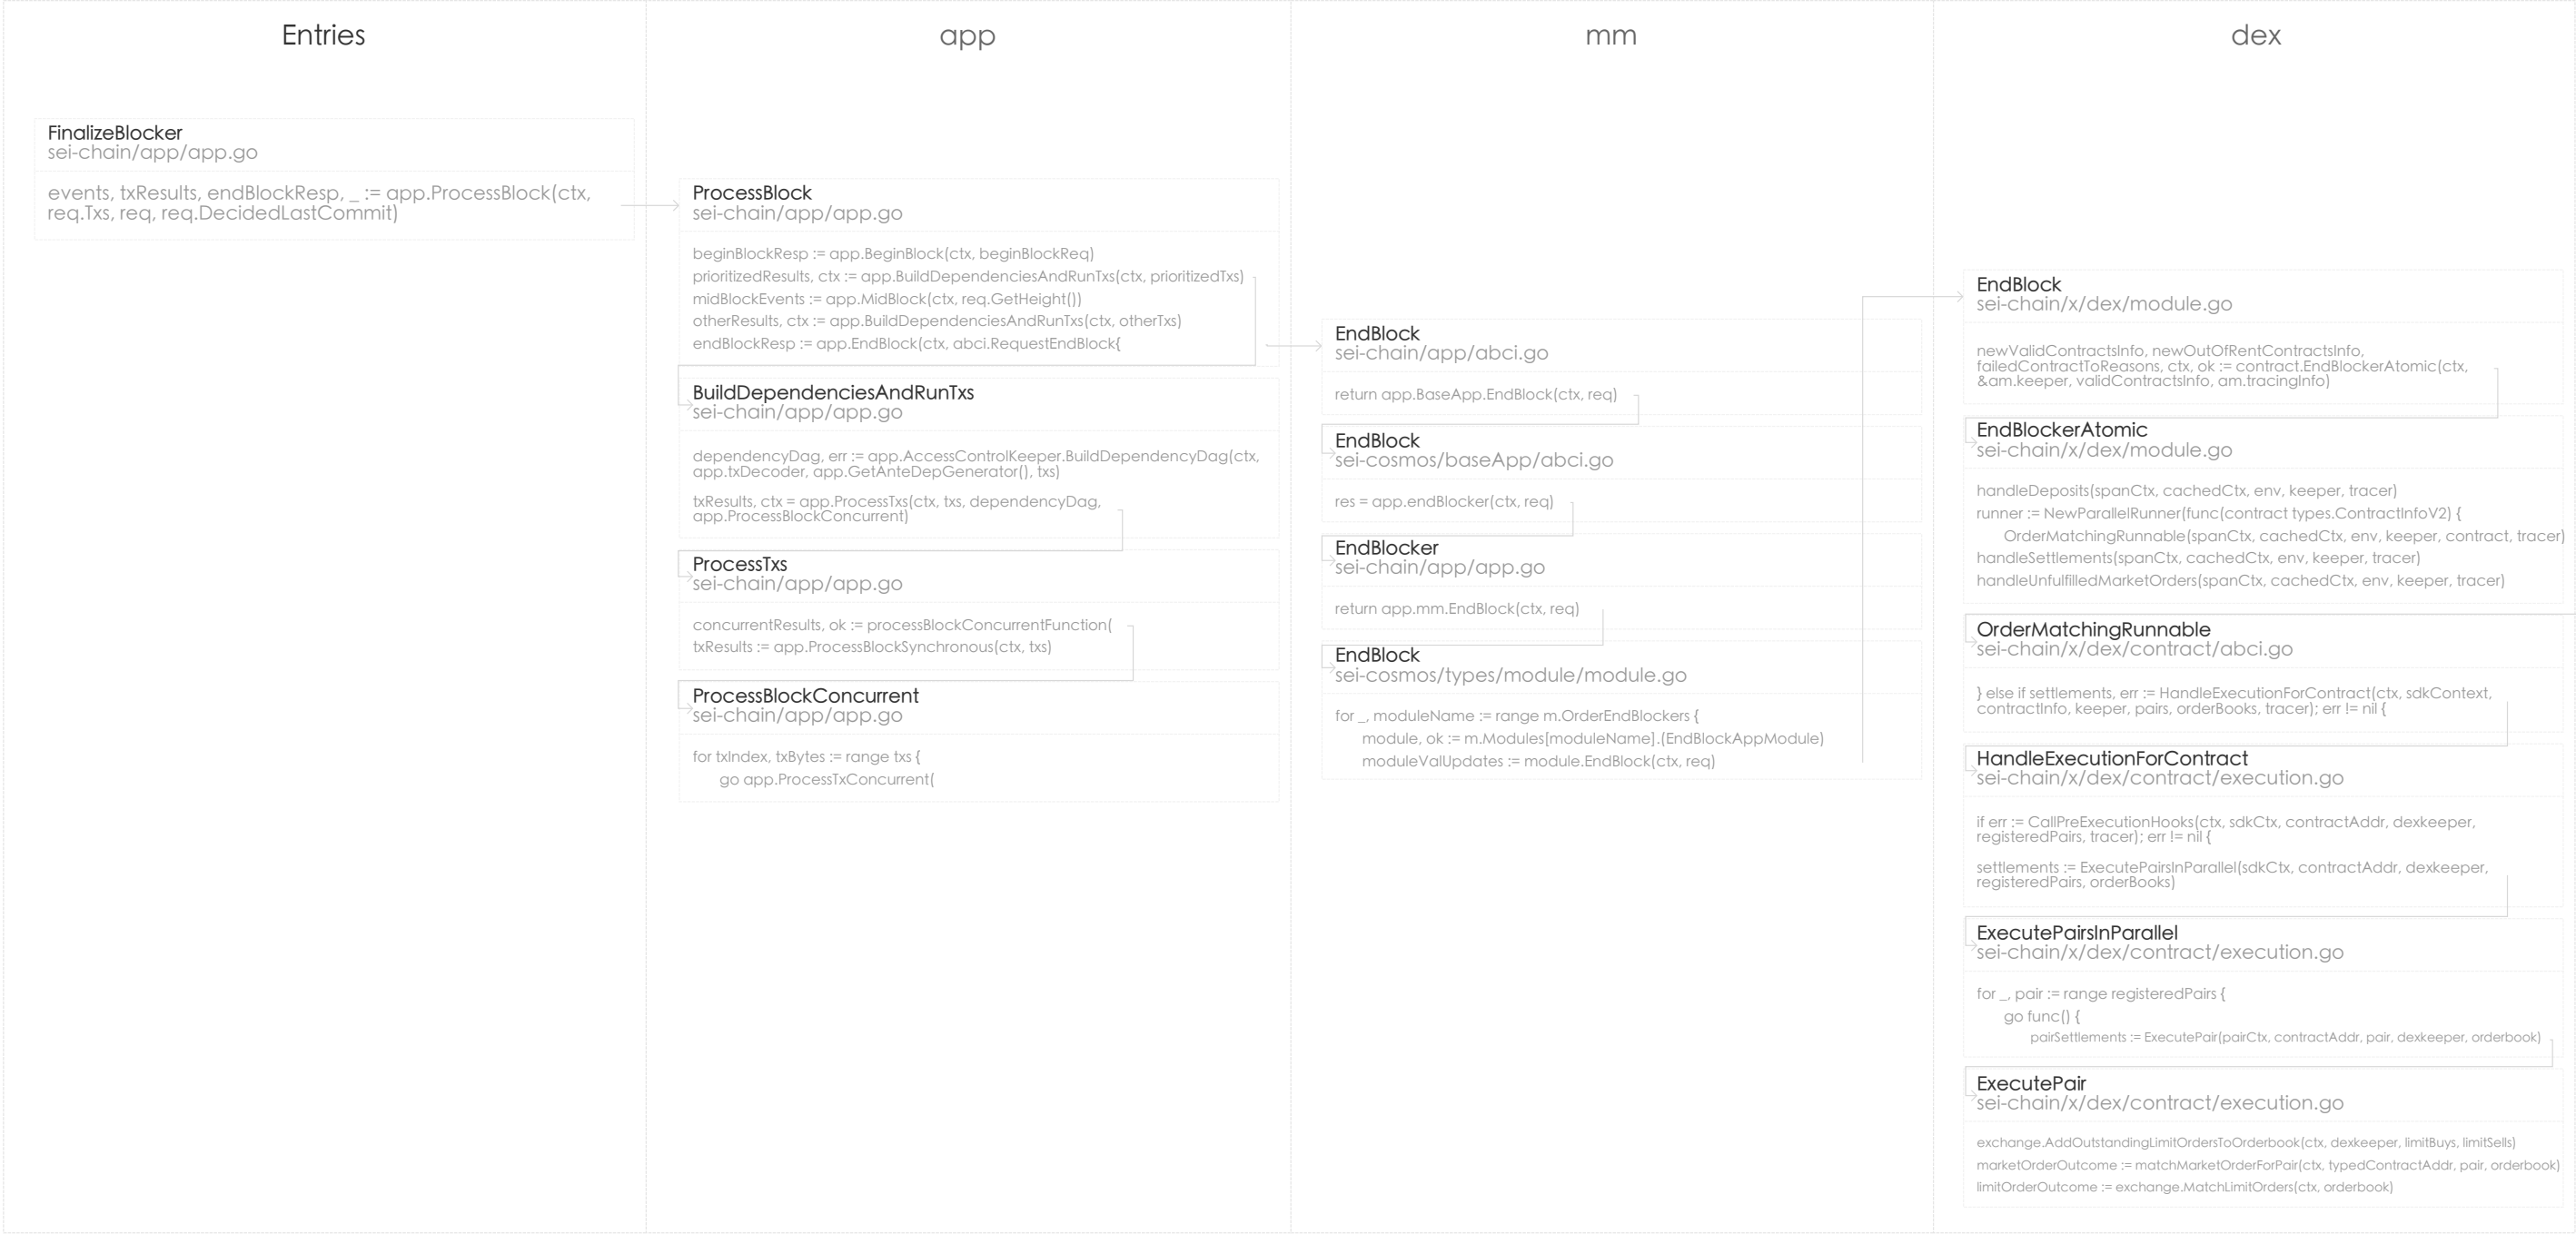 Entries
FinalizeBlocker
sei-chain/app/app.go
events, txResults, endBlockResp, _ := app.ProcessBlock(ctx,
req.Txs, req, req.DecidedLastCommit)
app
ProcessBlock
sei-chain/app/app.go
beginBlockResp := app.BeginBlock(ctx, beginBlockReq)
prioritizedResults, ctx := app.BuildDependenciesAndRunTxs(ctx, prioritizedTxs)
midBlockEvents := app.MidBlock(ctx, req.GetHeight())
otherResults, ctx := app.BuildDependenciesAndRunTxs(ctx, otherTxs)
endBlockResp := app.EndBlock(ctx, abci.RequestEndBlock{
BuildDependenciesAndRunTxs
sei-chain/app/app.go
dependencyDag, err := app.AccessControlKeeper.BuildDependencyDag(ctx,
app.txDecoder, app.GetAnteDepGenerator(), txs)
txResults, ctx = app.ProcessTxs(ctx, txs, dependencyDag,
app.ProcessBlockConcurrent)
ProcessTxs
sei-chain/app/app.go
concurrentResults, ok := processBlockConcurrentFunction(
txResults := app.ProcessBlockSynchronous(ctx, txs)
ProcessBlockConcurrent
sei-chain/app/app.go
for txIndex, txBytes := range txs {
go app.ProcessTxConcurrent(
mm
EndBlock
sei-chain/app/abci.go
return app.BaseApp.EndBlock(ctx, req)
EndBlock
sei-cosmos/baseApp/abci.go
res = app.endBlocker(ctx, req)
EndBlocker
sei-chain/app/app.go
return app.mm.EndBlock(ctx, req)
EndBlock
sei-cosmos/types/module/module.go
for _, moduleName := range m.OrderEndBlockers {
module, ok := m.Modules[moduleName].(EndBlockAppModule)
moduleValUpdates := module.EndBlock(ctx, req)
dex
EndBlock
sei-chain/x/dex/module.go
newValidContractsInfo, newOutOfRentContractsInfo,
failedContractToReasons, ctx, ok := contract.EndBlockerAtomic(ctx,
&am.keeper, validContractsInfo, am.tracingInfo)
EndBlockerAtomic
sei-chain/x/dex/module.go
handleDeposits(spanCtx, cachedCtx, env, keeper, tracer)
runner := NewParallelRunner(func(contract types.ContractInfoV2) {
OrderMatchingRunnable(spanCtx, cachedCtx, env, keeper, contract, tracer)
handleSettlements(spanCtx, cachedCtx, env, keeper, tracer)
handleUnfulfilledMarketOrders(spanCtx, cachedCtx, env, keeper, tracer)
OrderMatchingRunnable
sei-chain/x/dex/contract/abci.go
} else if settlements, err := HandleExecutionForContract(ctx, sdkContext,
contractInfo, keeper, pairs, orderBooks, tracer); err != nil {
HandleExecutionForContract
sei-chain/x/dex/contract/execution.go
if err := CallPreExecutionHooks(ctx, sdkCtx, contractAddr, dexkeeper,
registeredPairs, tracer); err != nil {
settlements := ExecutePairsInParallel(sdkCtx, contractAddr, dexkeeper,
registeredPairs, orderBooks)
ExecutePairsInParallel
sei-chain/x/dex/contract/execution.go
for _, pair := range registeredPairs {
go func() {
pairSettlements := ExecutePair(pairCtx, contractAddr, pair, dexkeeper, orderbook)
ExecutePair
sei-chain/x/dex/contract/execution.go
exchange.AddOutstandingLimitOrdersToOrderbook(ctx, dexkeeper, limitBuys, limitSells)
marketOrderOutcome := matchMarketOrderForPair(ctx, typedContractAddr, pair, orderbook)
limitOrderOutcome := exchange.MatchLimitOrders(ctx, orderbook)